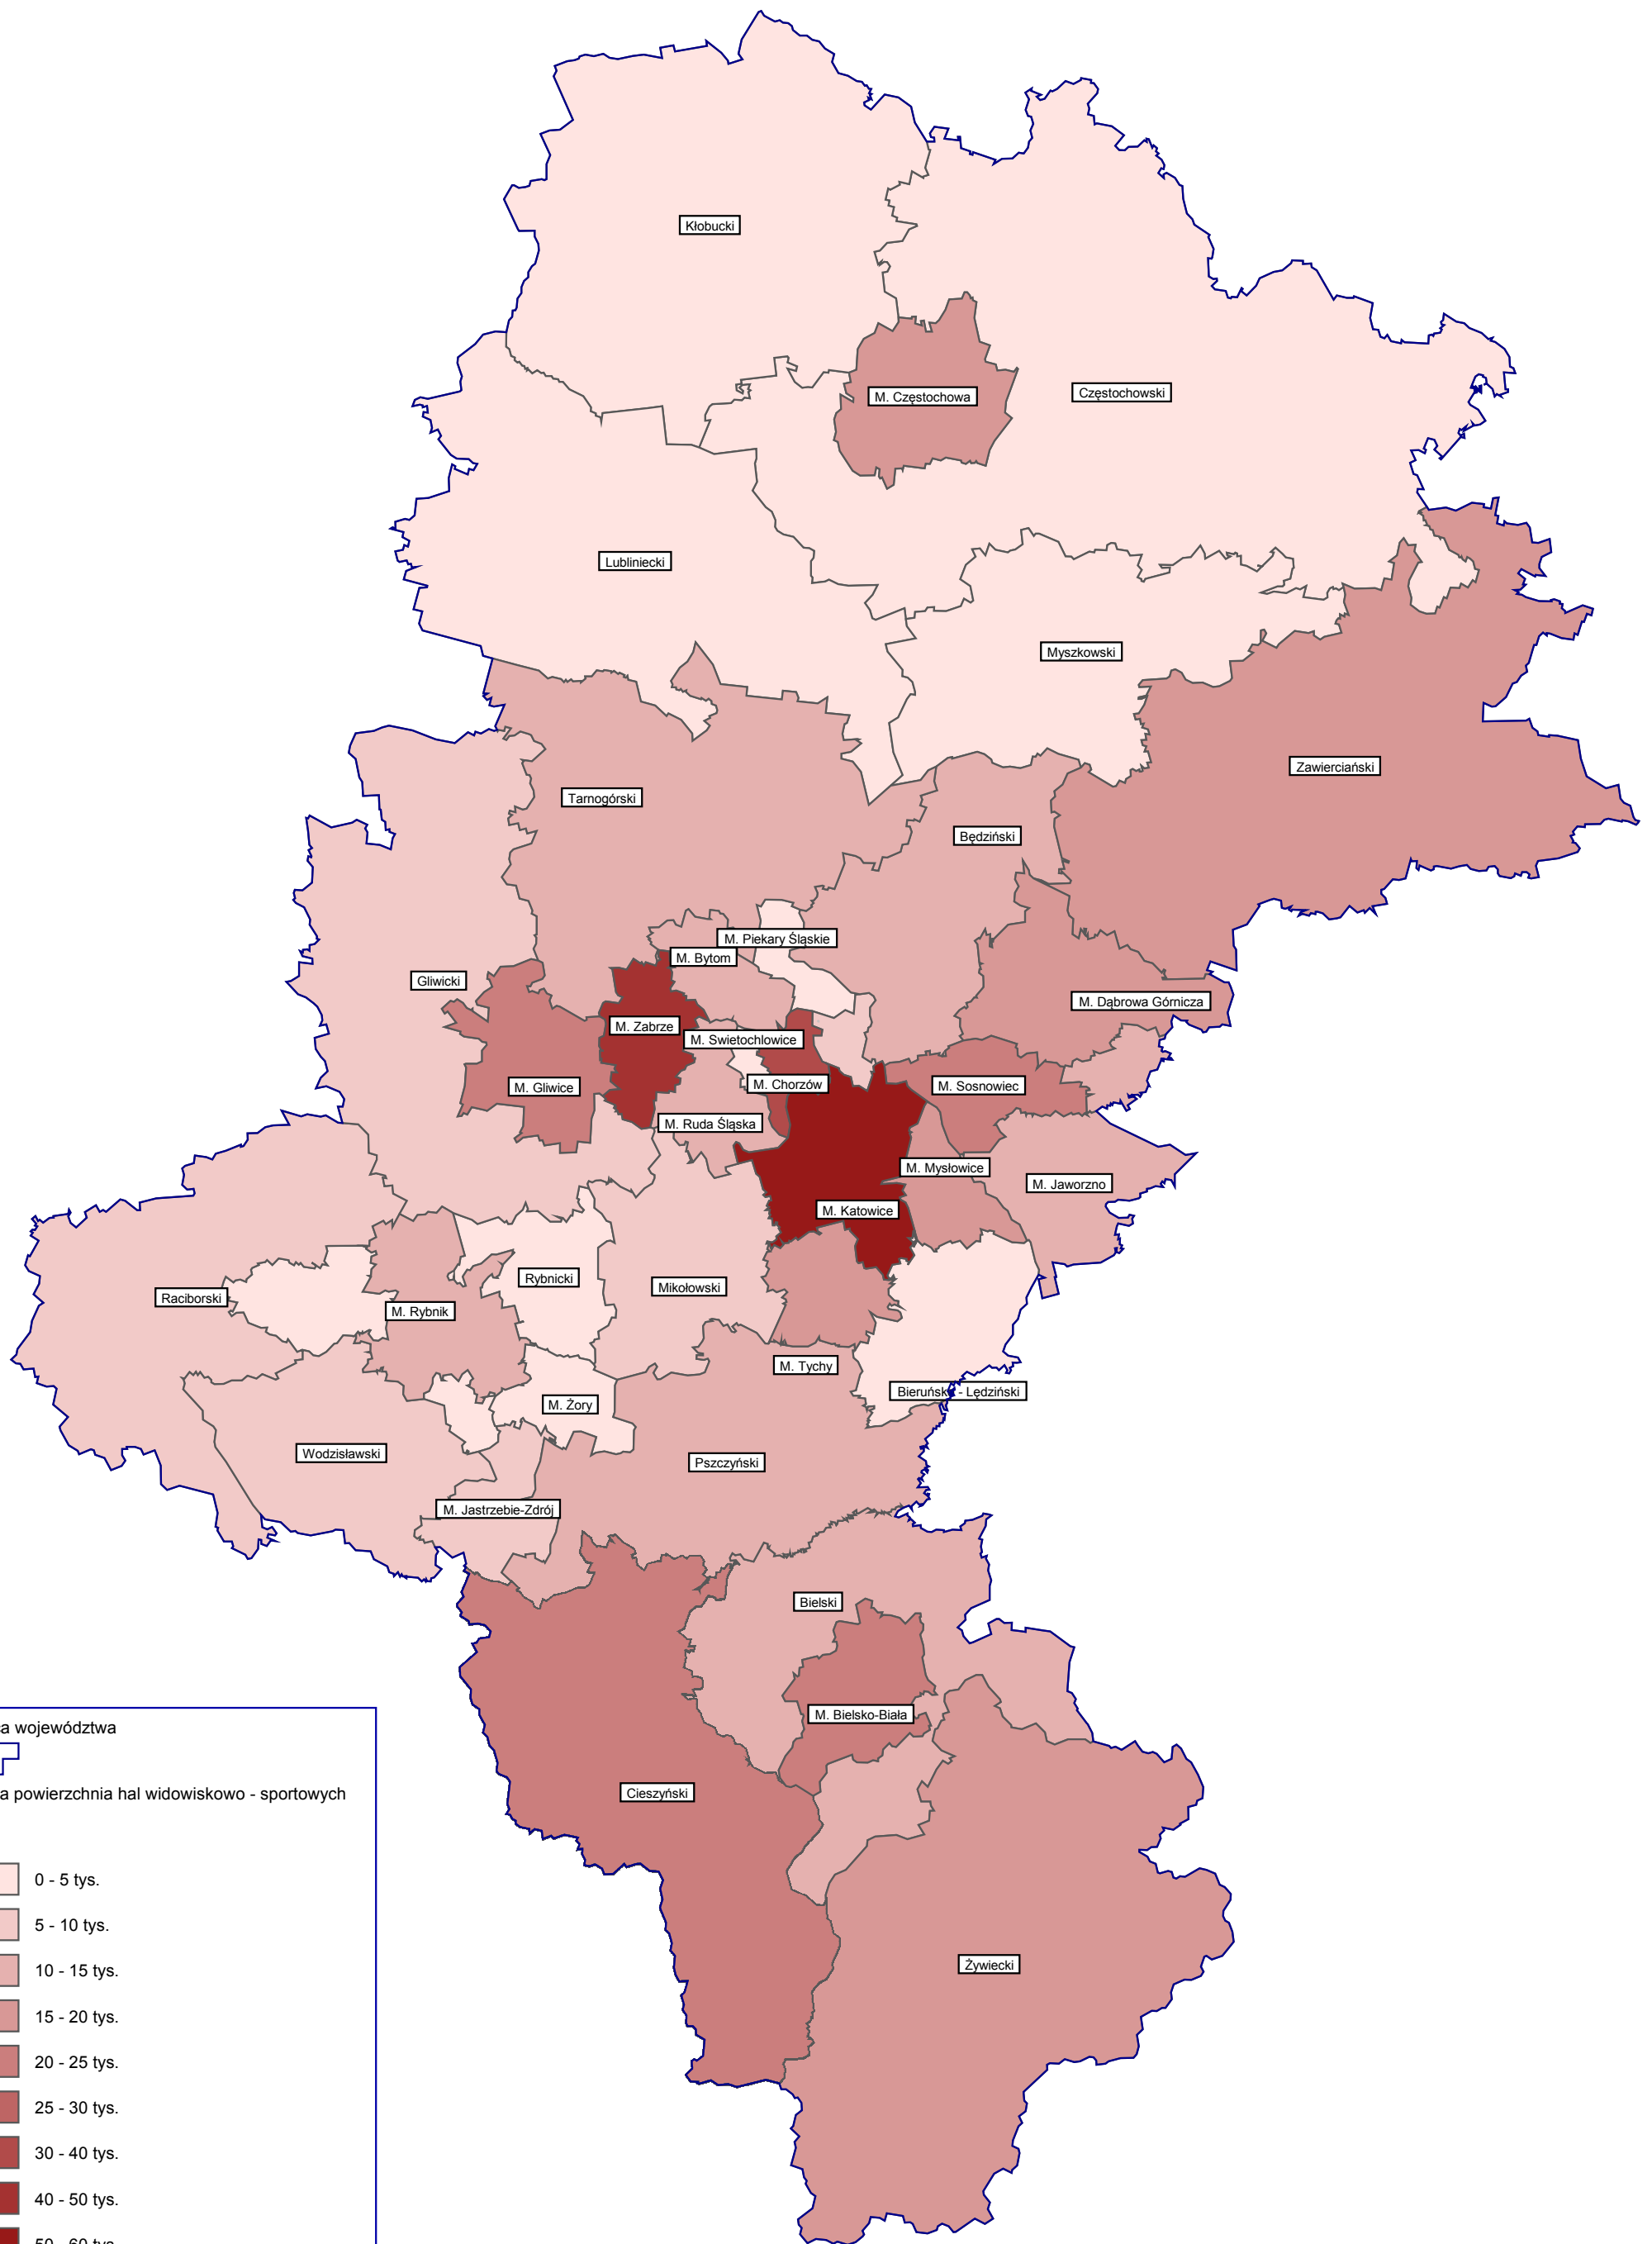 Kłobucki
M. Częstochowa
Częstochowski
Lubliniecki
Myszkowski
Zawierciański
Tarnogórski
Będziński
M. Piekary Śląskie
M. Bytom
Gliwicki
M. Dąbrowa Górnicza
M. Zabrze
M. Swietochlowice
M. Gliwice
M. Chorzów
M. Sosnowiec
M. Ruda Śląska
M. Mysłowice
M. Jaworzno
M. Katowice
Rybnicki
Mikołowski
Raciborski
M. Rybnik
M. Tychy
- Lędziński
M. Żory
Wodzisławski
Pszczyński
M. Jastrzebie-Zdrój
Bielski
M. Bielsko-Biała
Cieszyński
Żywiecki
województwa
powierzchnia hal widowiskowo - sportowych
0 - 5 tys.
5 - 10 tys.
10 - 15 tys.
15 - 20 tys.
20 - 25 tys.
25 - 30 tys.
30 - 40 tys.
40 - 50 tys.
50 - 60 tys.